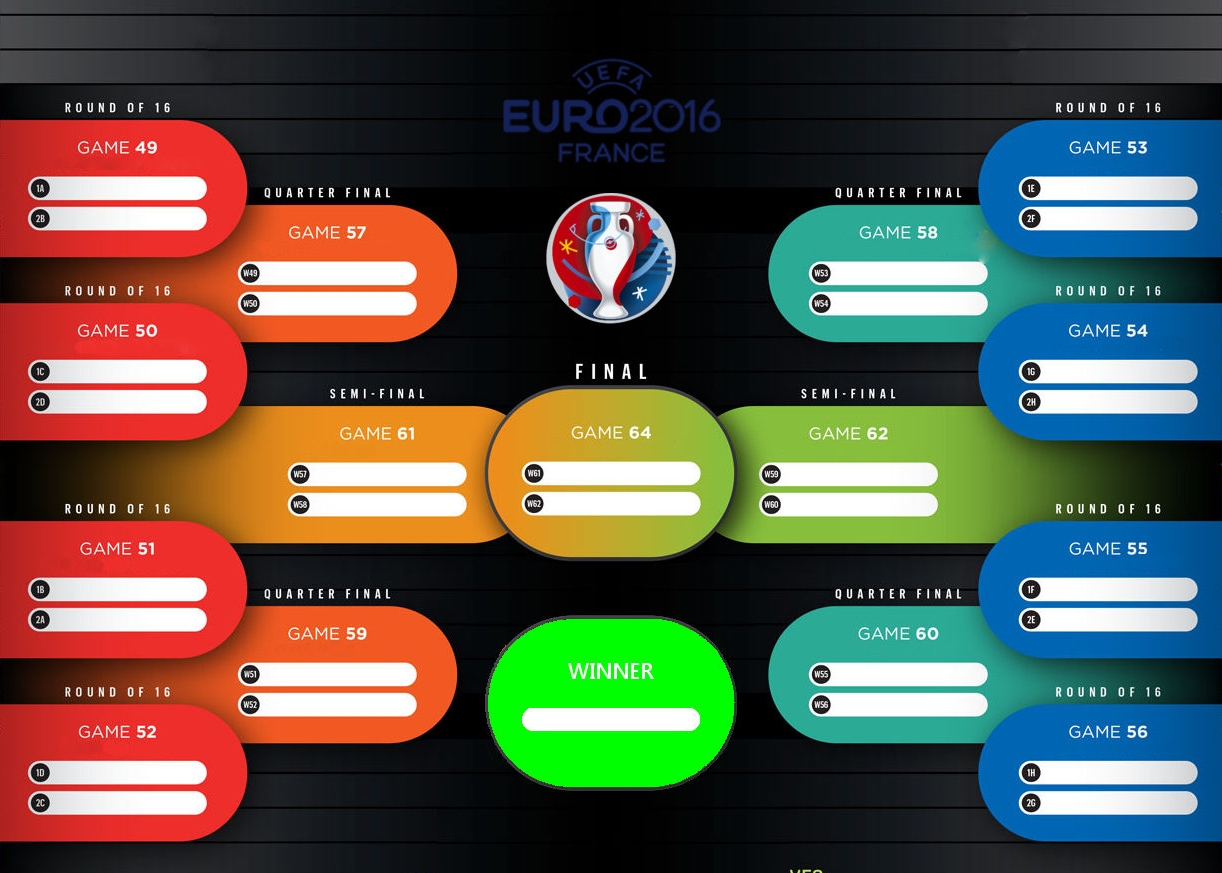 UEFA
EURO2016
FRANCE
ROUND OF 16
GAME 49
1A
2B
QUARTER FINAL
GAME 57
W49
W50
ROUND OF 16
GAME 50
1C
2D
SEMI-FINAL
GAME 61
W57
W58
ROUND OF 16
GAME 51
1B
2A
QUARTER FINAL
GAME 59
W51
W52
ROUND OF 16
GAME 52
1D
2C
FINAL
GAME 64
W61
W62
WINNER
ROUND OF 16
GAME 53
1E
2F
QUARTER FINAL
GAME 58
W53
W54
ROUND OF 16
GAME 54
1G
2H
SEMI-FINAL
GAME 62
W59
W60
ROUND OF 16
GAME 55
1F
2E
QUARTER FINAL
GAME 60
W55
W56
ROUND OF 16
GAME 56
1H
2G